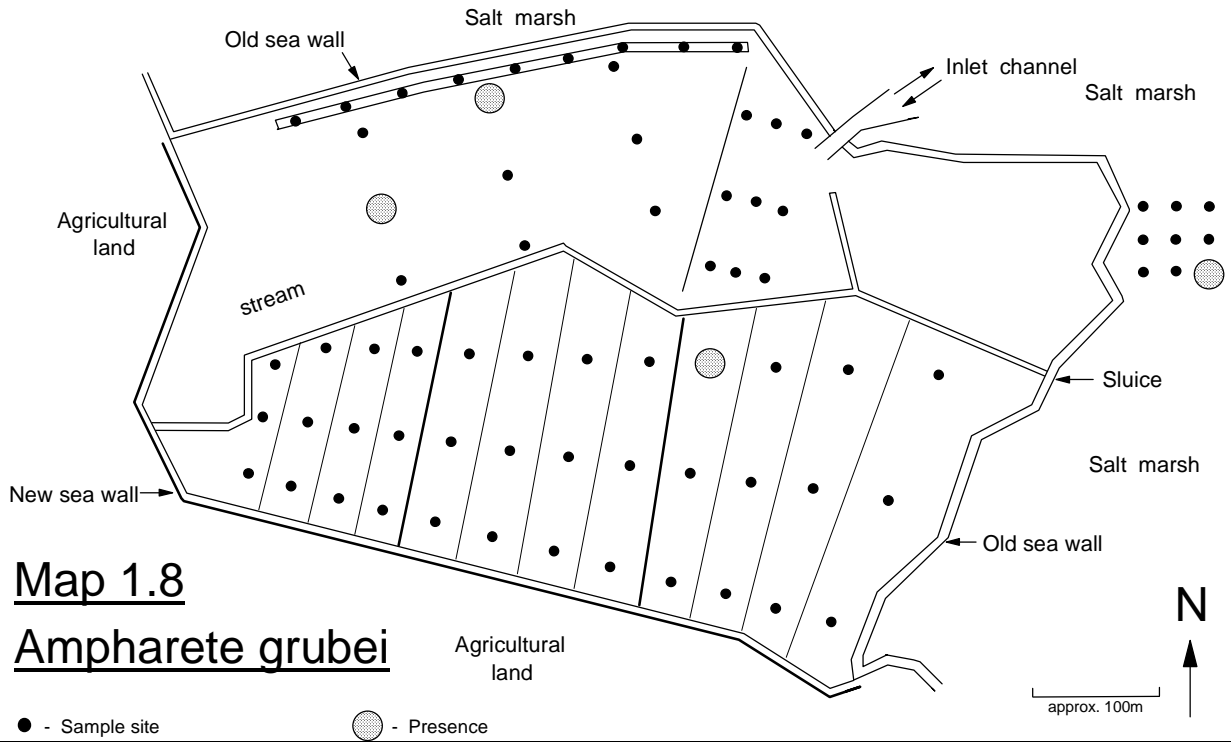 Salt marsh
Old sea wall
Inlet channel
Salt marsh
Agricultural
land
stream
Sluice
Salt marsh
New sea wall
Old sea wall
Map 1.8
Ampharete grubei
Agricultural
land
N
approx. 100m
- Sample site
- Presence